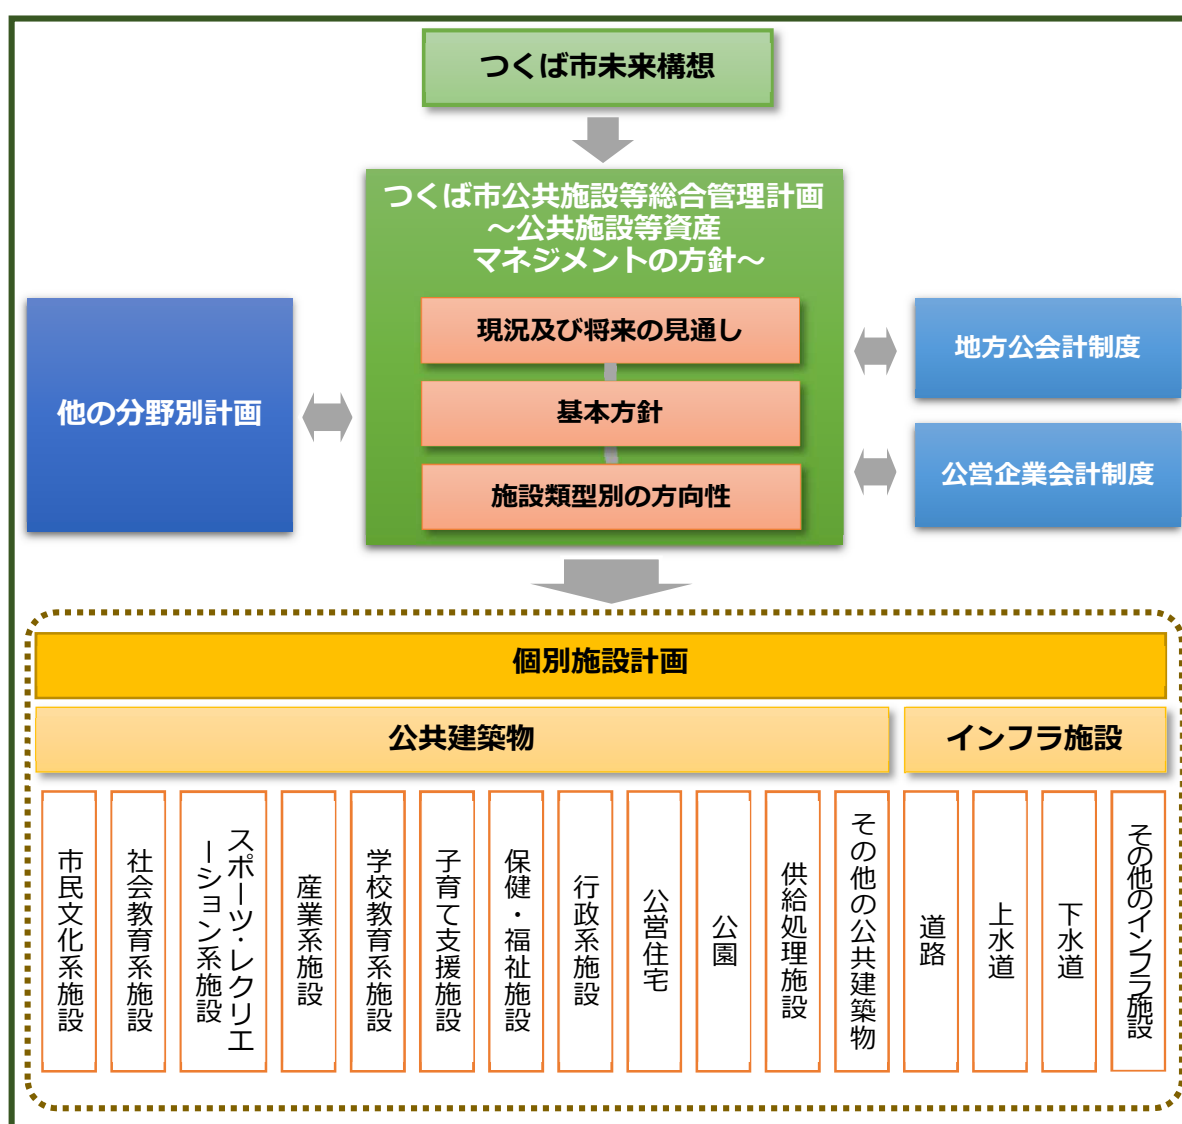 つくば市未来構想
つくば市公共施設等総合管理計画
～公共施設等資産
マネジメントの方針～
現況及び将来の見通し
基本方針
施設類型別の方向性
他の分野別計画
地方公会計制度
公営企業会計制度
個別施設計画
公共建築物
インフラ施設
市民文化系施設
社会教育系施設
スポーツ・レクリエ
ーション系施設
産業系施設
学校教育系施設
子育て支援施設
保健・福祉施設
行政系施設
公営住宅
公園
供給処理施設
その他の公共建築物
道路
上水道
下水道
その他のインフラ施設